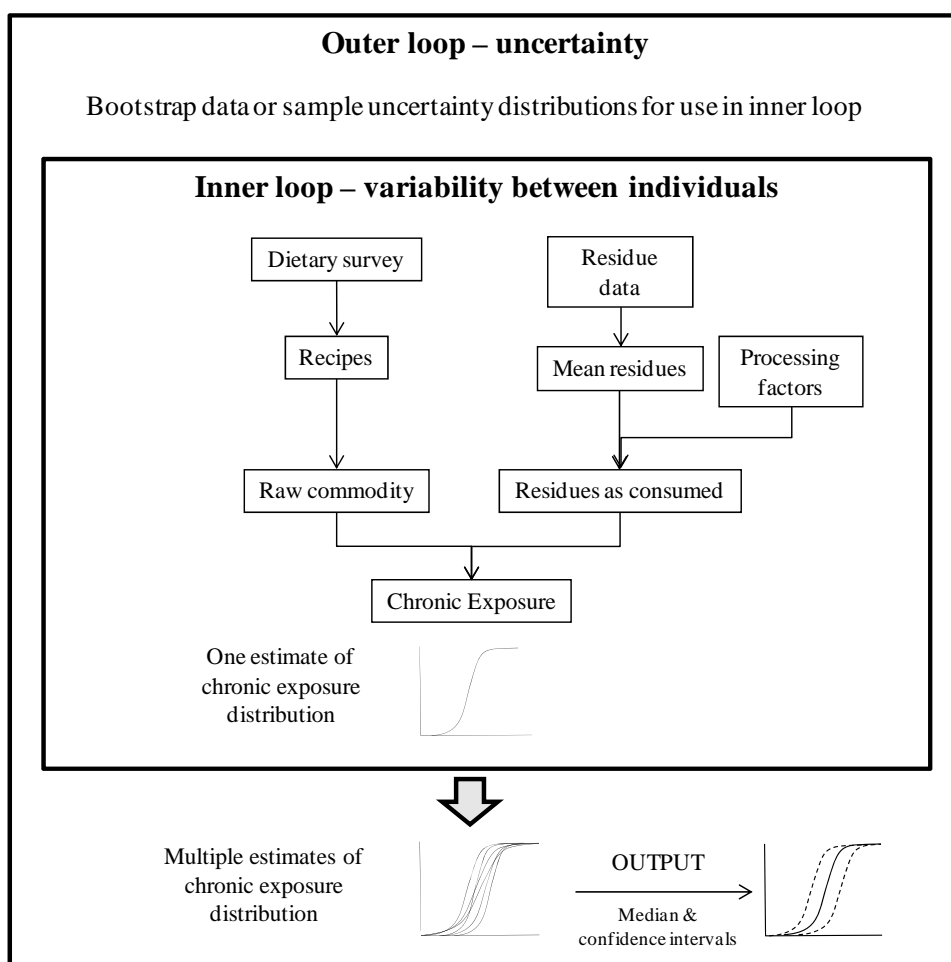 Outer loop – uncertainty
Bootstrap data or sample uncertainty distributions for use in inner loop
Inner loop – variability between individuals
Dietary survey
Residue
data
Recipes
Mean residues
Processing
factors
Raw commodity
Residues as consumed
Chronic Exposure
One estimate of
chronic exposure
distribution
Multiple estimates of
chronic exposure
distribution
OUTPUT
Median &
confidence intervals